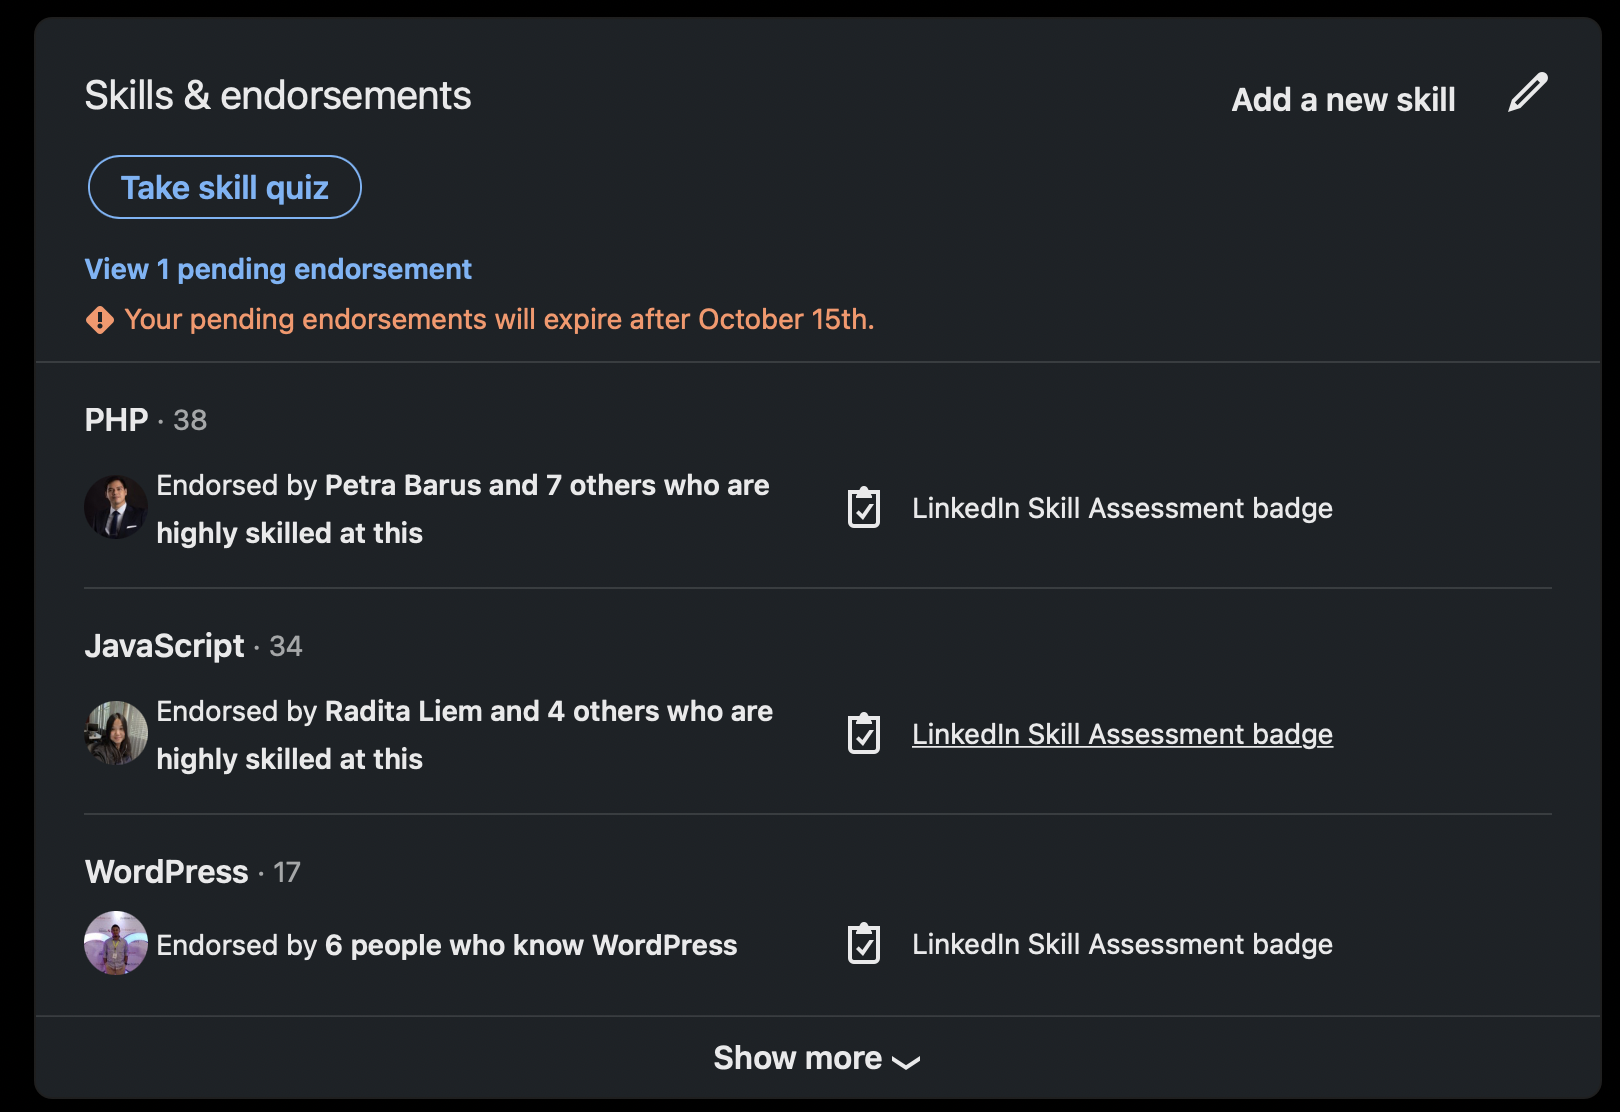 Skills & endorsements
Add a new skill
Take skill quiz
View 1 pending endorsement
Your pending endorsements will expire after October 15th.
PHP · 38
Endorsed by Petra Barus and 7 others who are
highly skilled at this
LinkedIn Skill Assessment badge
JavaScript · 34
Endorsed by Radita Liem and 4 others who are
highly skilled at this
LinkedIn Skill Assessment badge
WordPress · 17
Endorsed by 6 people who know WordPress
LinkedIn Skill Assessment badge
Show more